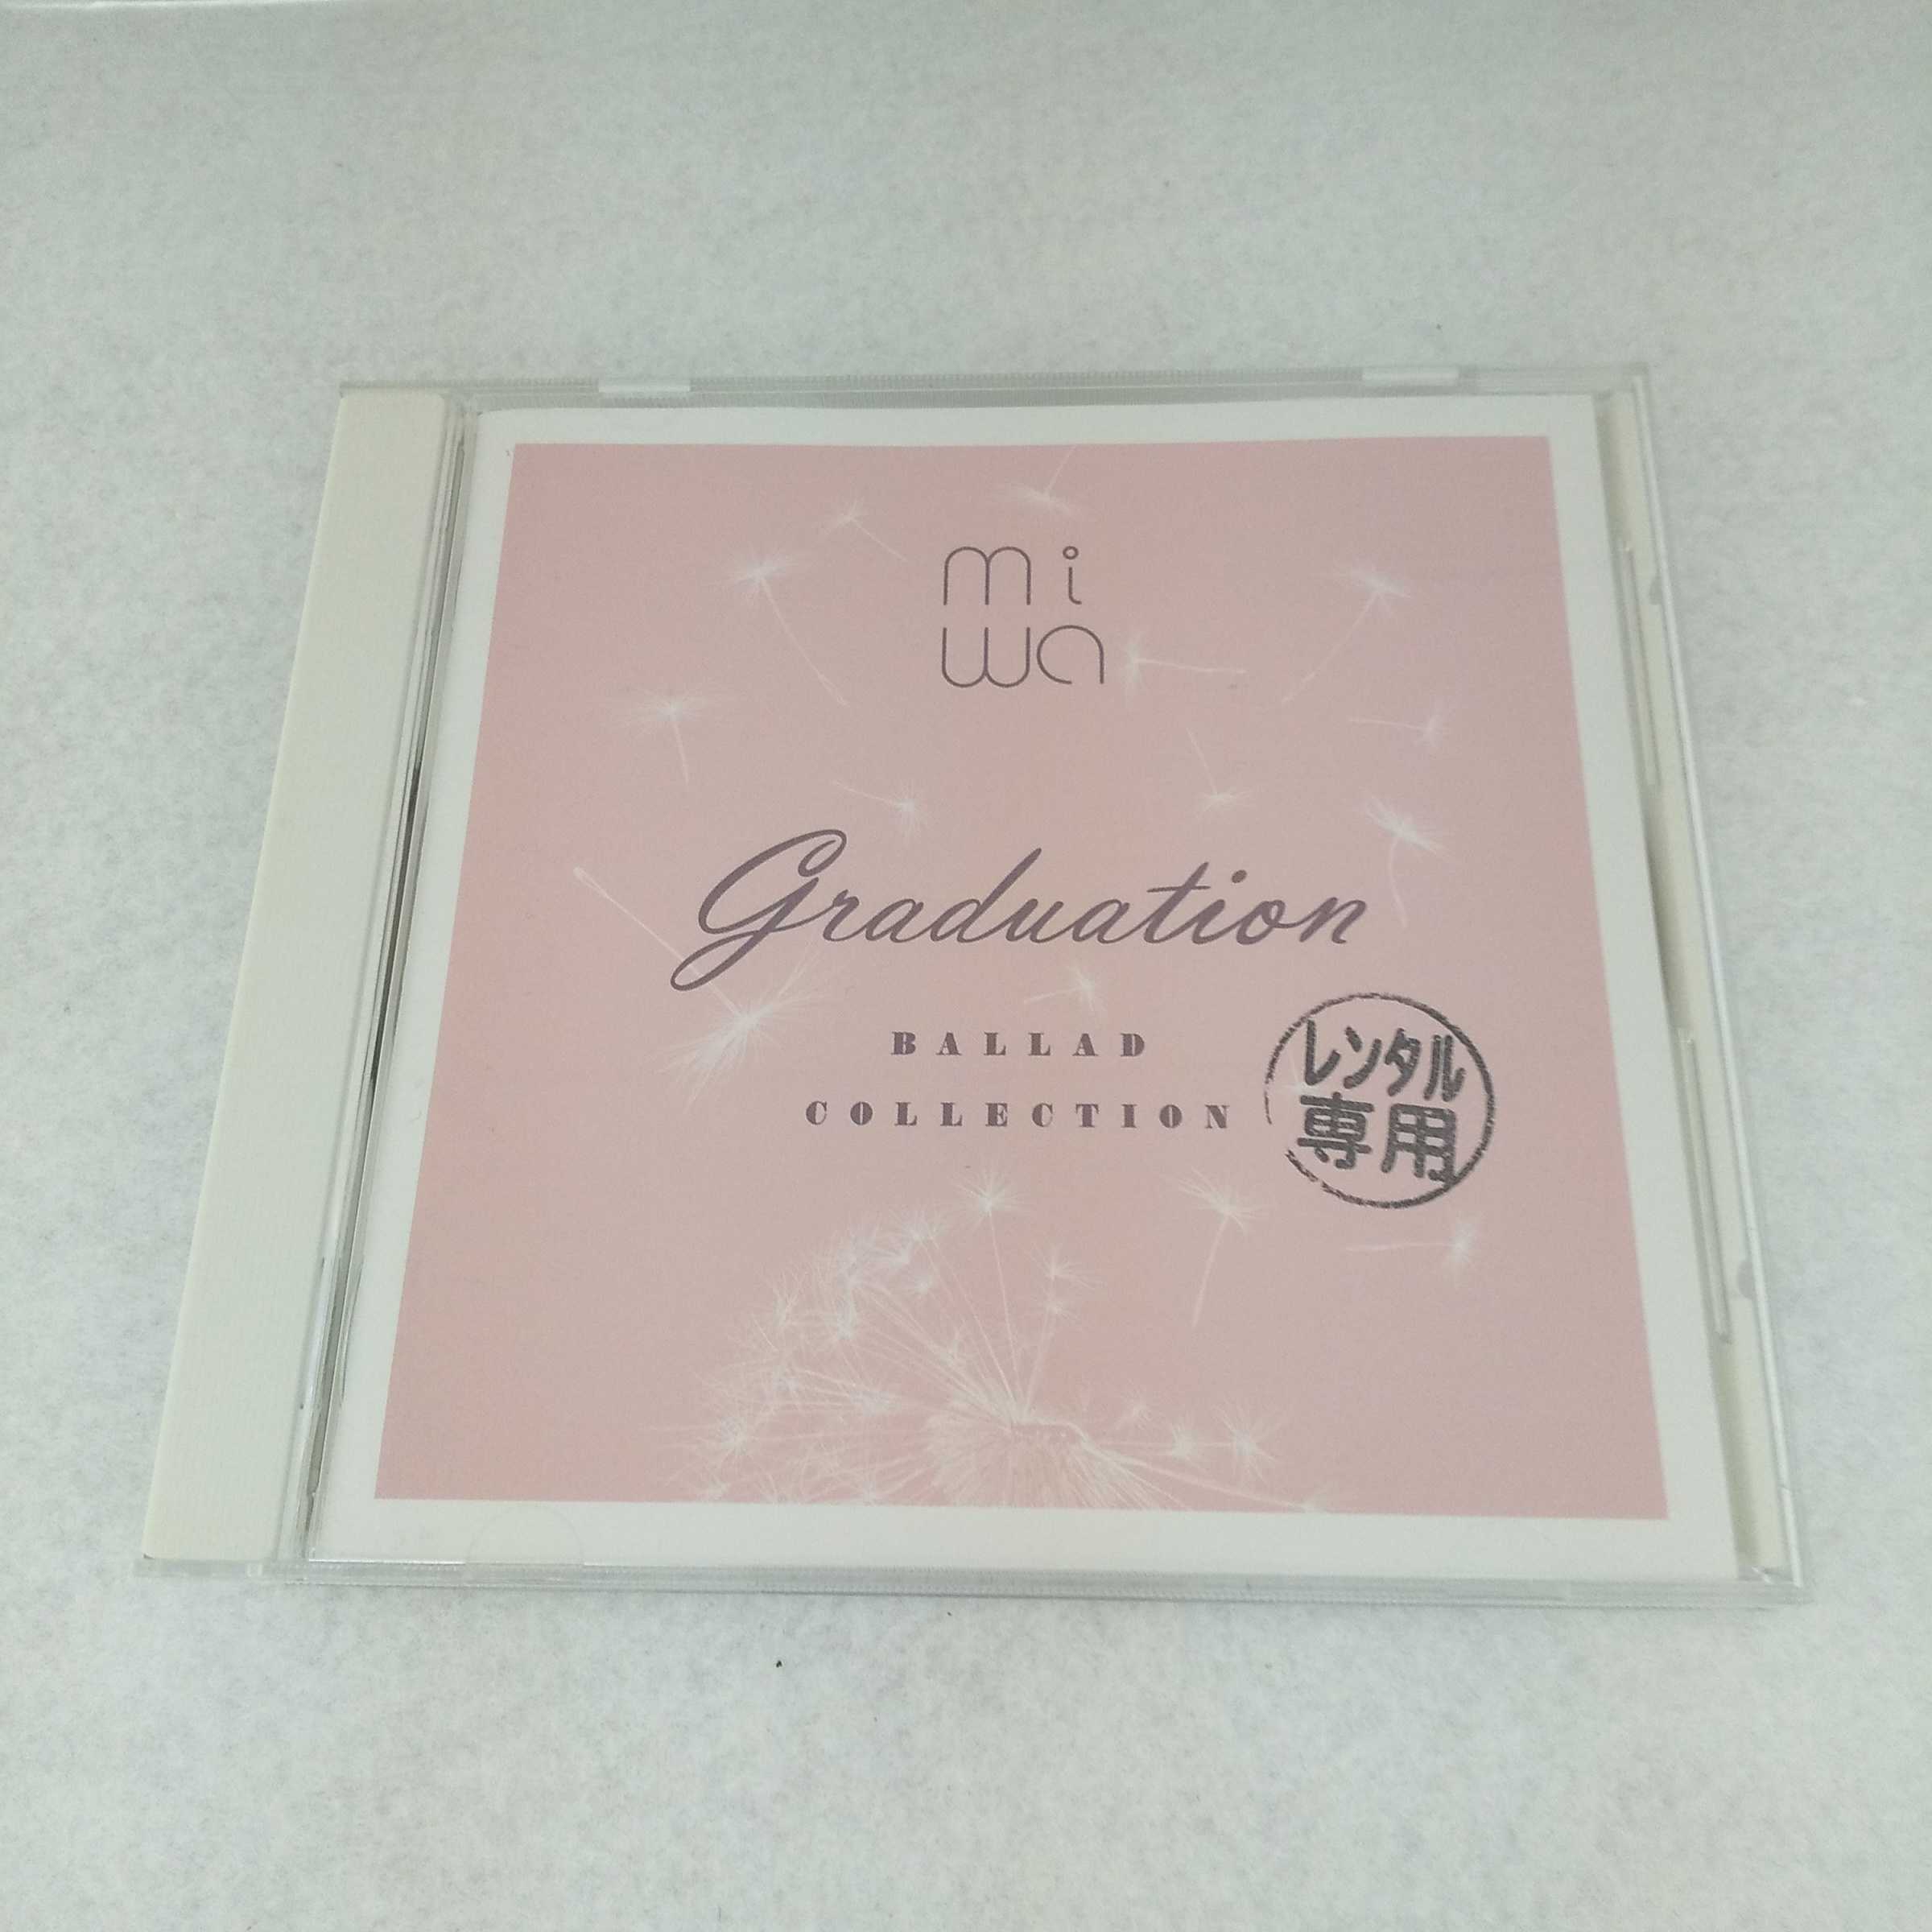 mi
wa
Graduation
BALLAD
COLLECTION
レンタル
専用